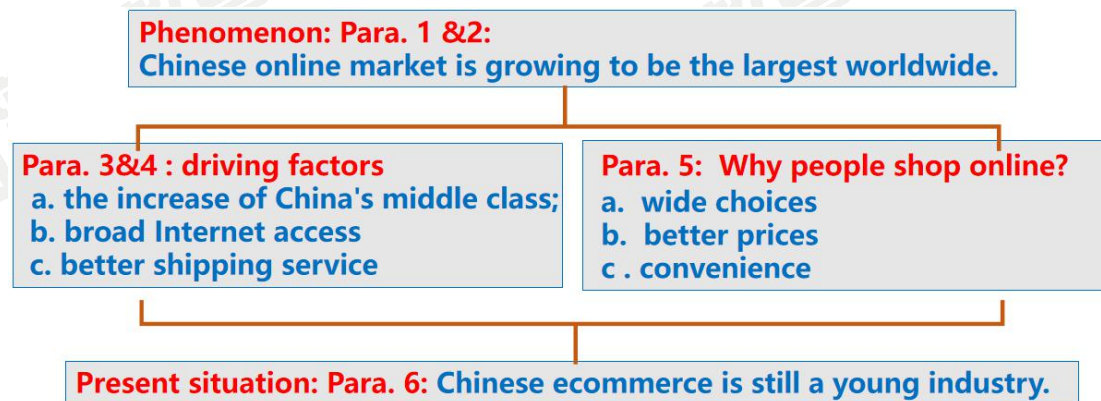 Phenomenon: Para. 1 &2:
Chinese online market is growing to be the largest worldwide.
Para. 3&4 : driving factors
a. the increase of China's middle class;
b. broad Internet access
c. better shipping service
Para. 5: Why people shop online?
a. wide choices
b. better prices
c . convenience
Present situation: Para. 6: Chinese ecommerce is still a young industry.